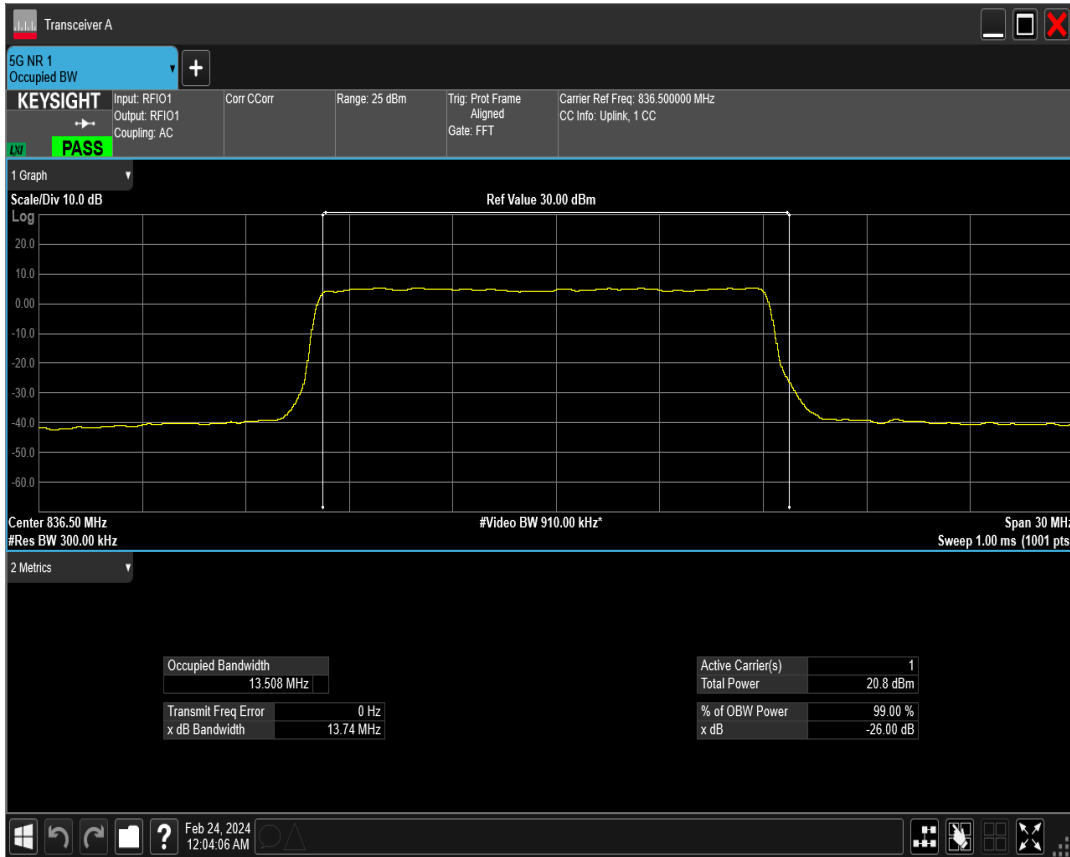 Transceiver A
5G NR 1
Occupied BW
KEYSIGHT
LXI
PASS
Input: RFIO1
Output: RFIO1
Coupling: AC
Corr CCorr
Range: 25 dBm
Trig: Prot Frame
Aligned
Gate: FFT
Carrier Ref Freq: 836.500000 MHz
CC Info: Uplink, 1 CC
1 Graph
Scale/Div 10.0 dB
Ref Value 30.00 dBm
Log
20.0
10.0
0.00
-10.0
-20.0
-30.0
-40.0
-50.0
-60.0
Center 836.50 MHz
#Video BW 910.00 kHz*
Span 30 MHz
#Res BW 300.00 kHz
Sweep 1.00 ms (1001 pts
2 Metrics
Occupied Bandwidth
13.508 MHz
Transmit Freq Error 0 Hz
x dB Bandwidth 13.74 MHz
Active Carrier(s) 1
Total Power 20.8 dBm
% of OBW Power 99.00 %
x dB -26.00 dB
?
Feb 24, 2024
12:04:06 AM